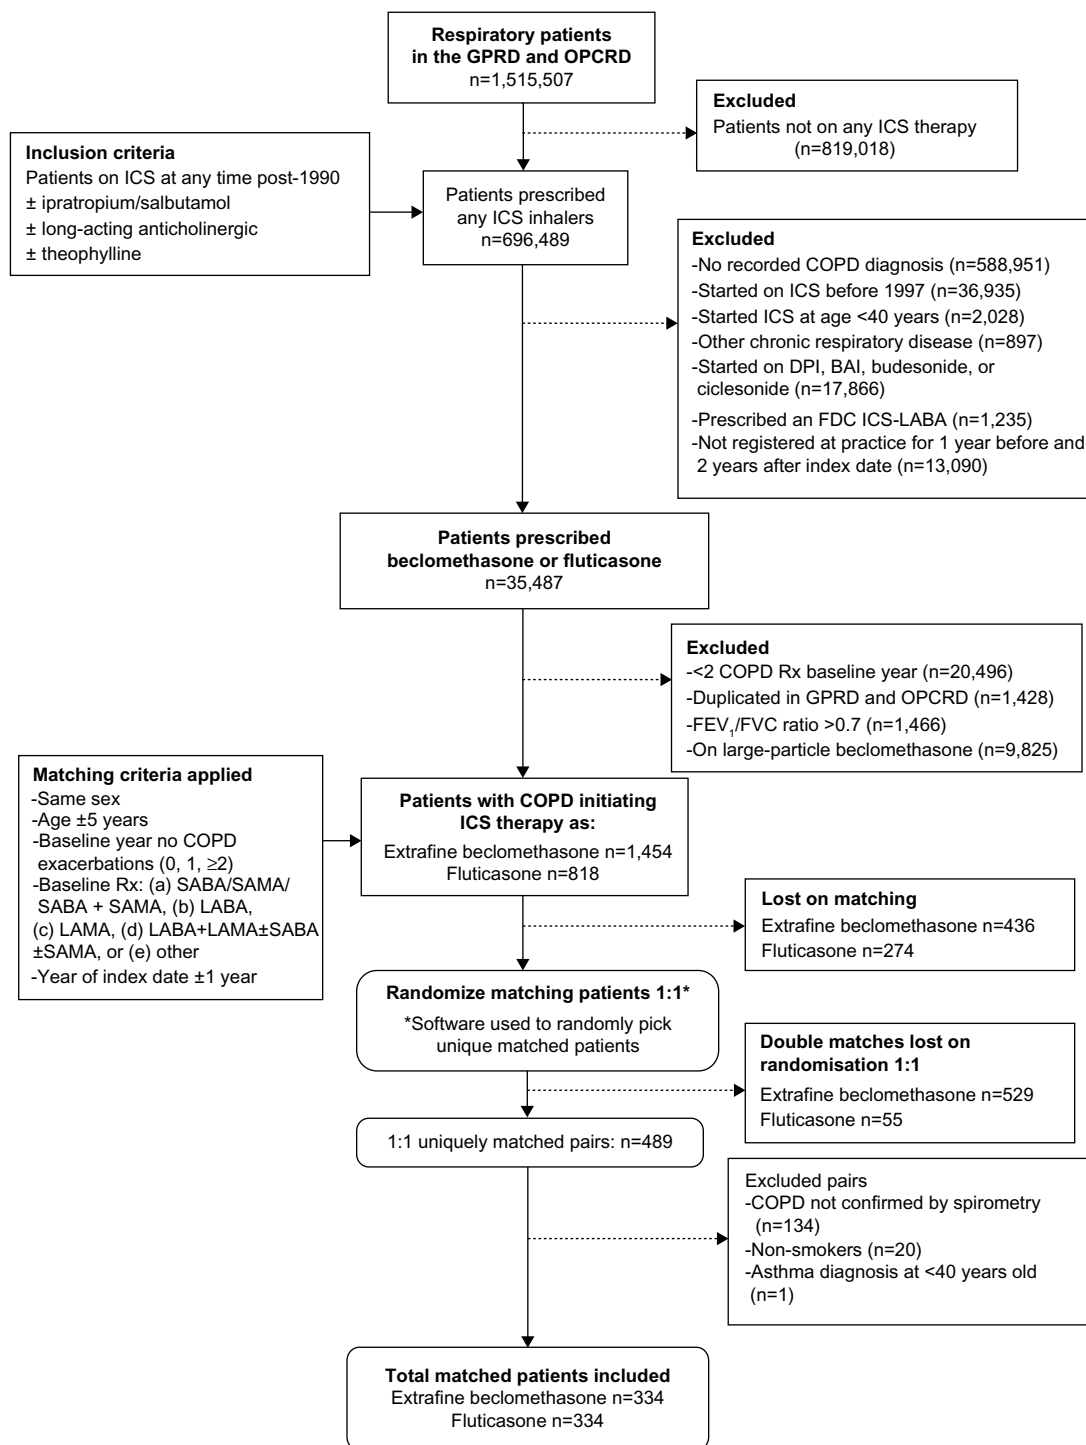 Respiratory patients
in the GPRD and OPCRD
n=1,515,507
Excluded
Patients not on any ICS therapy
(n=819,018)
Inclusion criteria
Patients on ICS at any time post-1990
± ipratropium/salbutamol
± long-acting anticholinergic
± theophylline
Patients prescribed
any ICS inhalers
n=696,489
Excluded
-No recorded COPD diagnosis (n=588,951)
-Started on ICS before 1997 (n=36,935)
-Started ICS at age <40 years (n=2,028)
-Other chronic respiratory disease (n=897)
-Started on DPI, BAI, budesonide, or
ciclesonide (n=17,866)
-Prescribed an FDC ICS-LABA (n=1,235)
-Not registered at practice for 1 year before and
2 years after index date (n=13,090)
Patients prescribed
beclomethasone or fluticasone
n=35,487
Excluded
-<2 COPD Rx baseline year (n=20,496)
-Duplicated in GPRD and OPCRD (n=1,428)
-FEV₁/FVC ratio >0.7 (n=1,466)
-On large-particle beclomethasone (n=9,825)
Matching criteria applied
-Same sex
-Age ±5 years
-Baseline year no COPD
exacerbations (0, 1, ≥2)
-Baseline Rx: (a) SABA/SAMA/
SABA + SAMA, (b) LABA,
(c) LAMA, (d) LABA+LAMA±SABA
±SAMA, or (e) other
-Year of index date ±1 year
Patients with COPD initiating
ICS therapy as:
Extrafine beclomethasone n=1,454
Fluticasone n=818
Lost on matching
Extrafine beclomethasone n=436
Fluticasone n=274
Randomize matching patients 1:1*
*Software used to randomly pick
unique matched patients
Double matches lost on
randomisation 1:1
Extrafine beclomethasone n=529
Fluticasone n=55
1:1 uniquely matched pairs: n=489
Excluded pairs
-COPD not confirmed by spirometry
(n=134)
-Non-smokers (n=20)
-Asthma diagnosis at <40 years old
(n=1)
Total matched patients included
Extrafine beclomethasone n=334
Fluticasone n=334